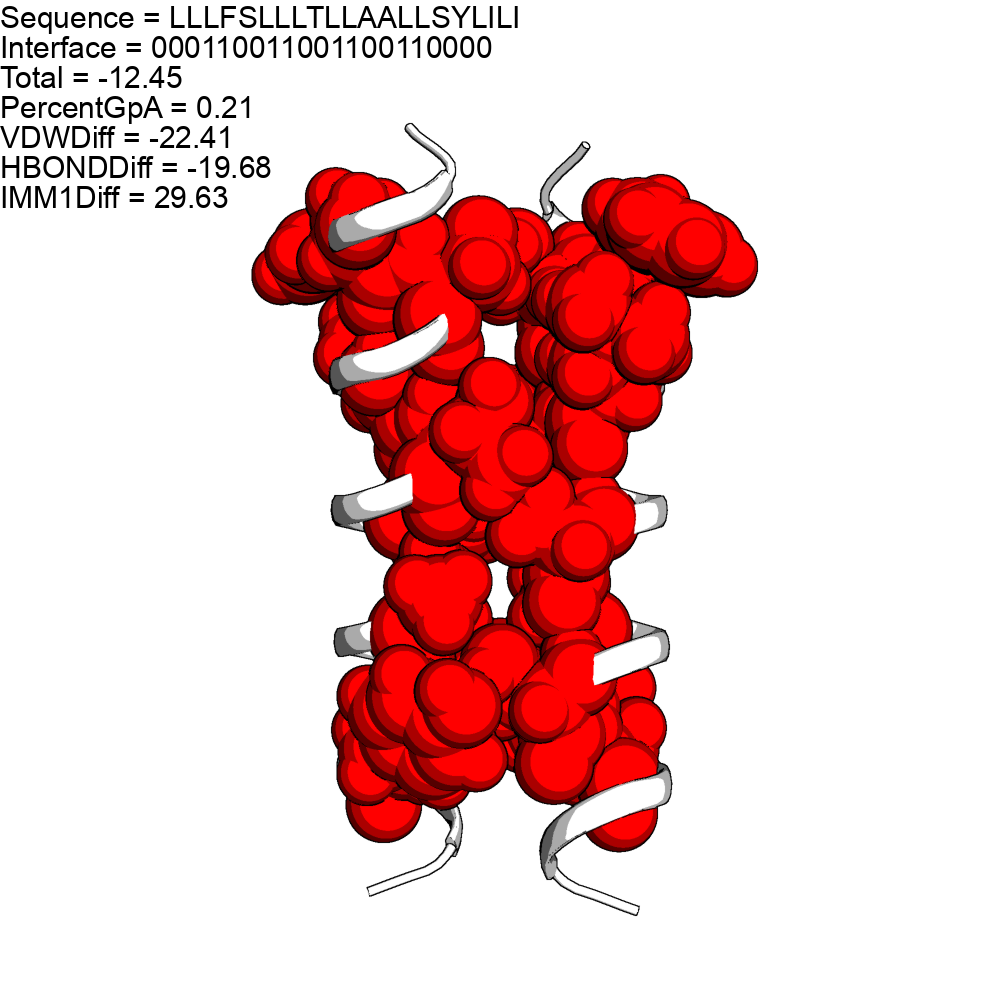 Sequence = LLLFSLLLTLLAALLSYLILI
Interface = 000110011001100110000
Total = -12.45
PercentGpA = 0.21
VDWDiff = -22.41
HBONDDiff = -19.68
IMM1Diff = 29.63